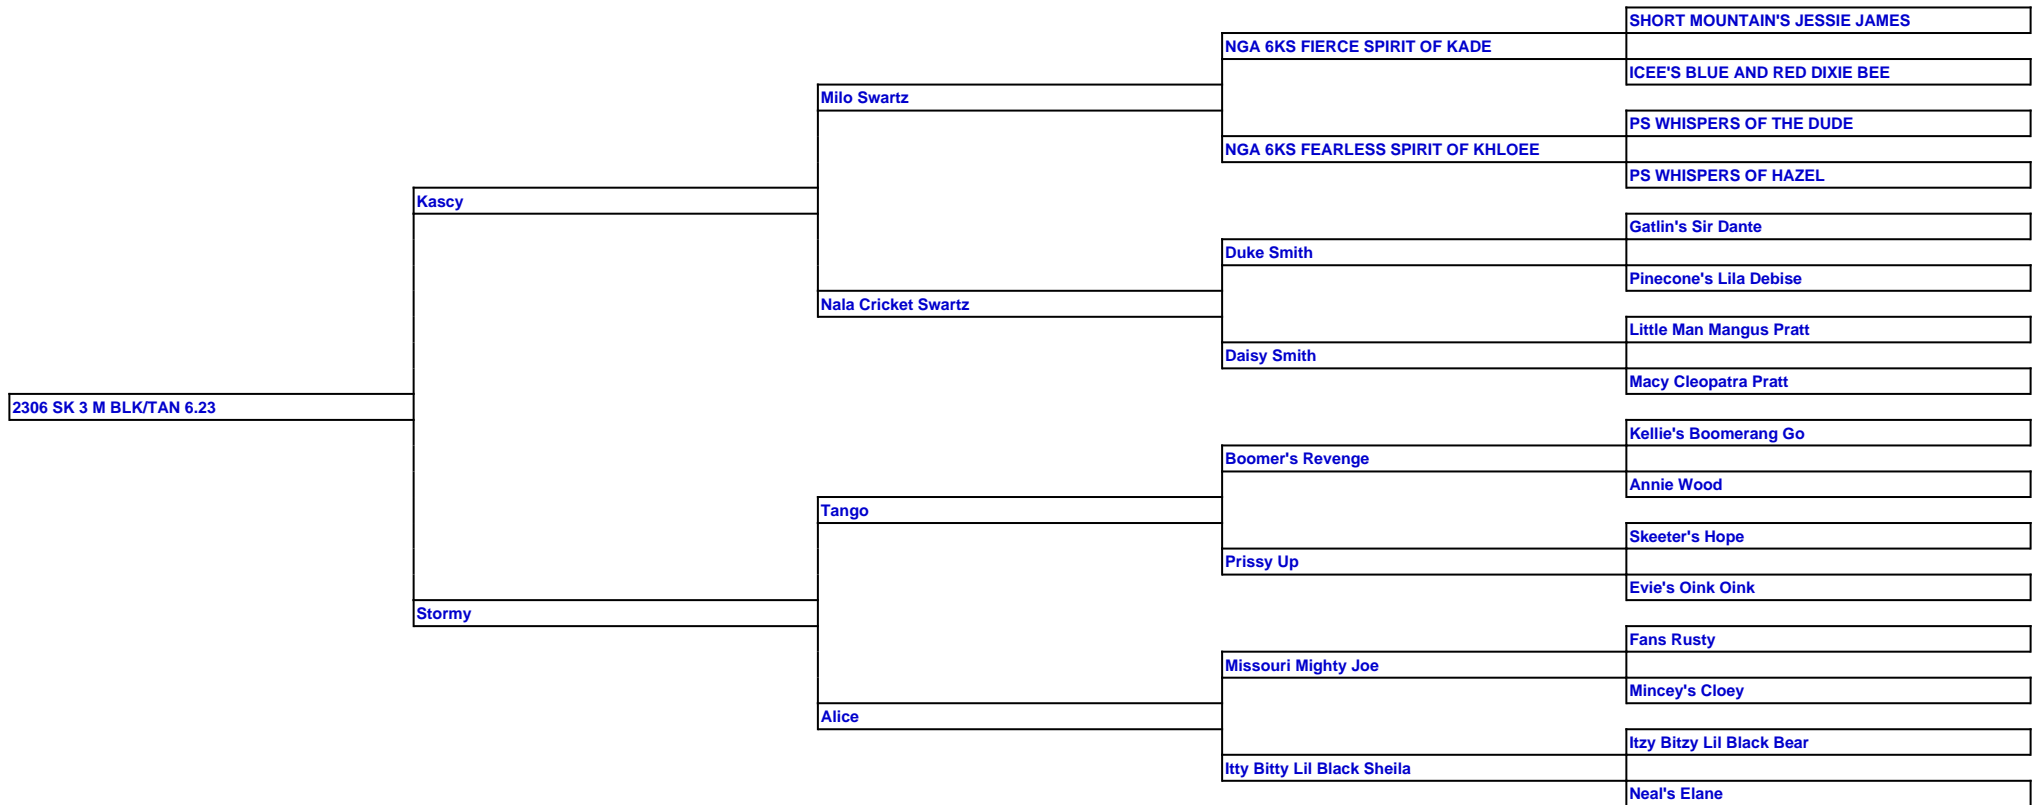 SHORT MOUNTAIN'S JESSIE JAMES
NGA 6KS FIERCE SPIRIT OF KADE
ICEE'S BLUE AND RED DIXIE BEE
Milo Swartz
PS WHISPERS OF THE DUDE
NGA 6KS FEARLESS SPIRIT OF KHLOEE
PS WHISPERS OF HAZEL
Kascy
Gatlin's Sir Dante
Duke Smith
Pinecone's Lila Debise
Nala Cricket Swartz
Little Man Mangus Pratt
Daisy Smith
Macy Cleopatra Pratt
2306 SK 3 M BLK/TAN 6.23
Kellie's Boomerang Go
Boomer's Revenge
Annie Wood
Tango
Skeeter's Hope
Prissy Up
Evie's Oink Oink
Stormy
Fans Rusty
Missouri Mighty Joe
Mincey's Cloey
Alice
Itzy Bitzy Lil Black Bear
Itty Bitty Lil Black Sheila
Neal's Elane